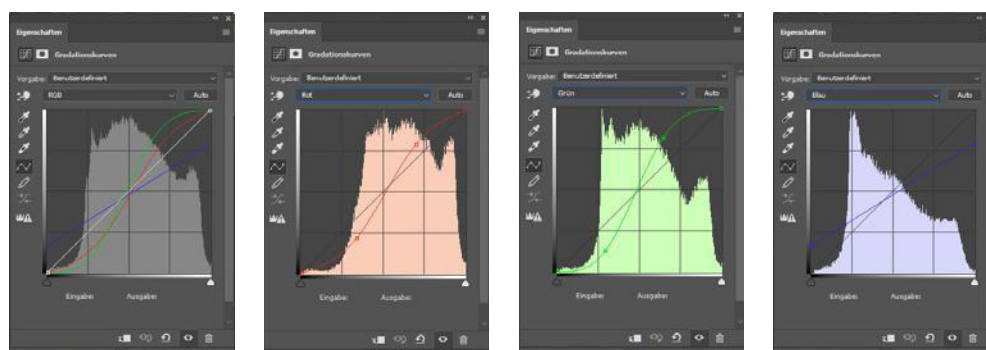 Eigenschaften
Gradationskurven
Vorgabe: Benutzerdefiniert
RGB Auto
Eingabe: Ausgabe:
Eigenschaften
Gradationskurven
Vorgabe: Benutzerdefiniert
Rot Auto
Eingabe: Ausgabe:
Eigenschaften
Gradationskurven
Vorgabe: Benutzerdefiniert
Grün Auto
Eingabe: Ausgabe:
Eigenschaften
Gradationskurven
Vorgabe: Benutzerdefiniert
Blau Auto
Eingabe: Ausgabe: